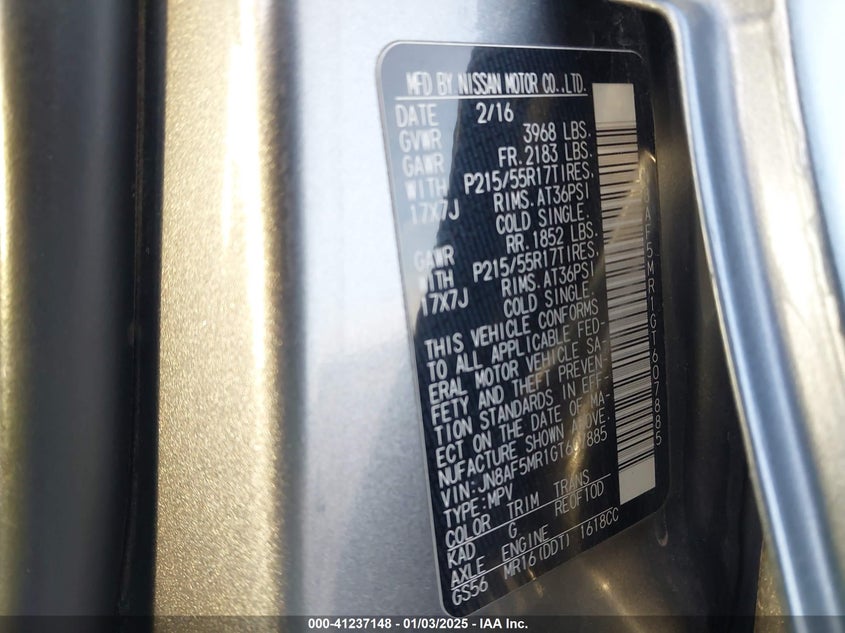 MFD BY NISSAN MOTOR CO.,LTD.
DATE 2/16
GVWR 3968 LBS.
GAWR FR. 2183 LBS.
WITH P215/55R17TIRES,
17X7J RIMS. AT36PSI
COLD SINGLE.
GAWR RR. 1852 LBS.
WITH P215/55R17TIRES,
17X7J RIMS. AT36PSI
COLD SINGLE.
THIS VEHICLE CONFORMS
TO ALL APPLICABLE FED-
ERAL MOTOR VEHICLE SA-
FETY AND THEFT PREVEN-
TION STANDARDS IN EFF-
ECT ON THE DATE OF MA-
NUFACTURE SHOWN ABOVE.
VIN:JN8AF5MR1GT607885
TYPE:MPV
COLOR TRIM TRANS
KAD G RE0F10D
AXLE ENGINE
GS56 MR16(DDT) 1618CC
AF5MR1GT607885
000-41237148 — 01/03/2025 - IAA Inc.